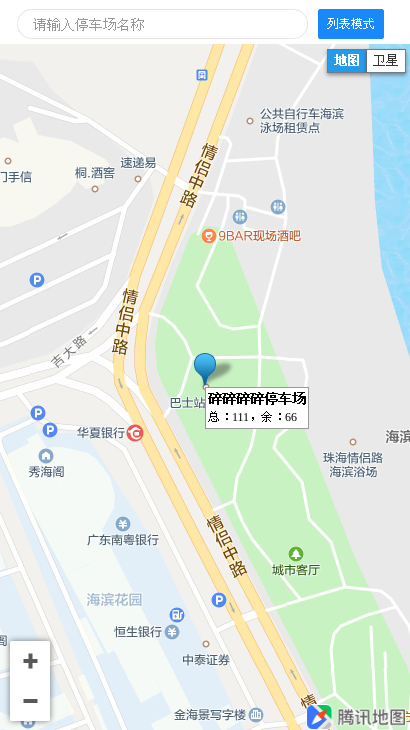 请输入停车场名称
列表模式
地图
卫星
公共自行车海滨
泳场租赁点
情侣中路
速递易
桐.酒窖
门手信
9BAR现场酒吧
情侣中路
吉大路
巴士站
碎碎碎碎停车场
总：111，余：66
华夏银行
海滨
珠海情侣路
海滨浴场
秀海阁
广东南粤银行
情侣中路
城市客厅
海滨花园
恒生银行
阁
中泰证券
+
−
金海景写字楼
情
腾讯地图